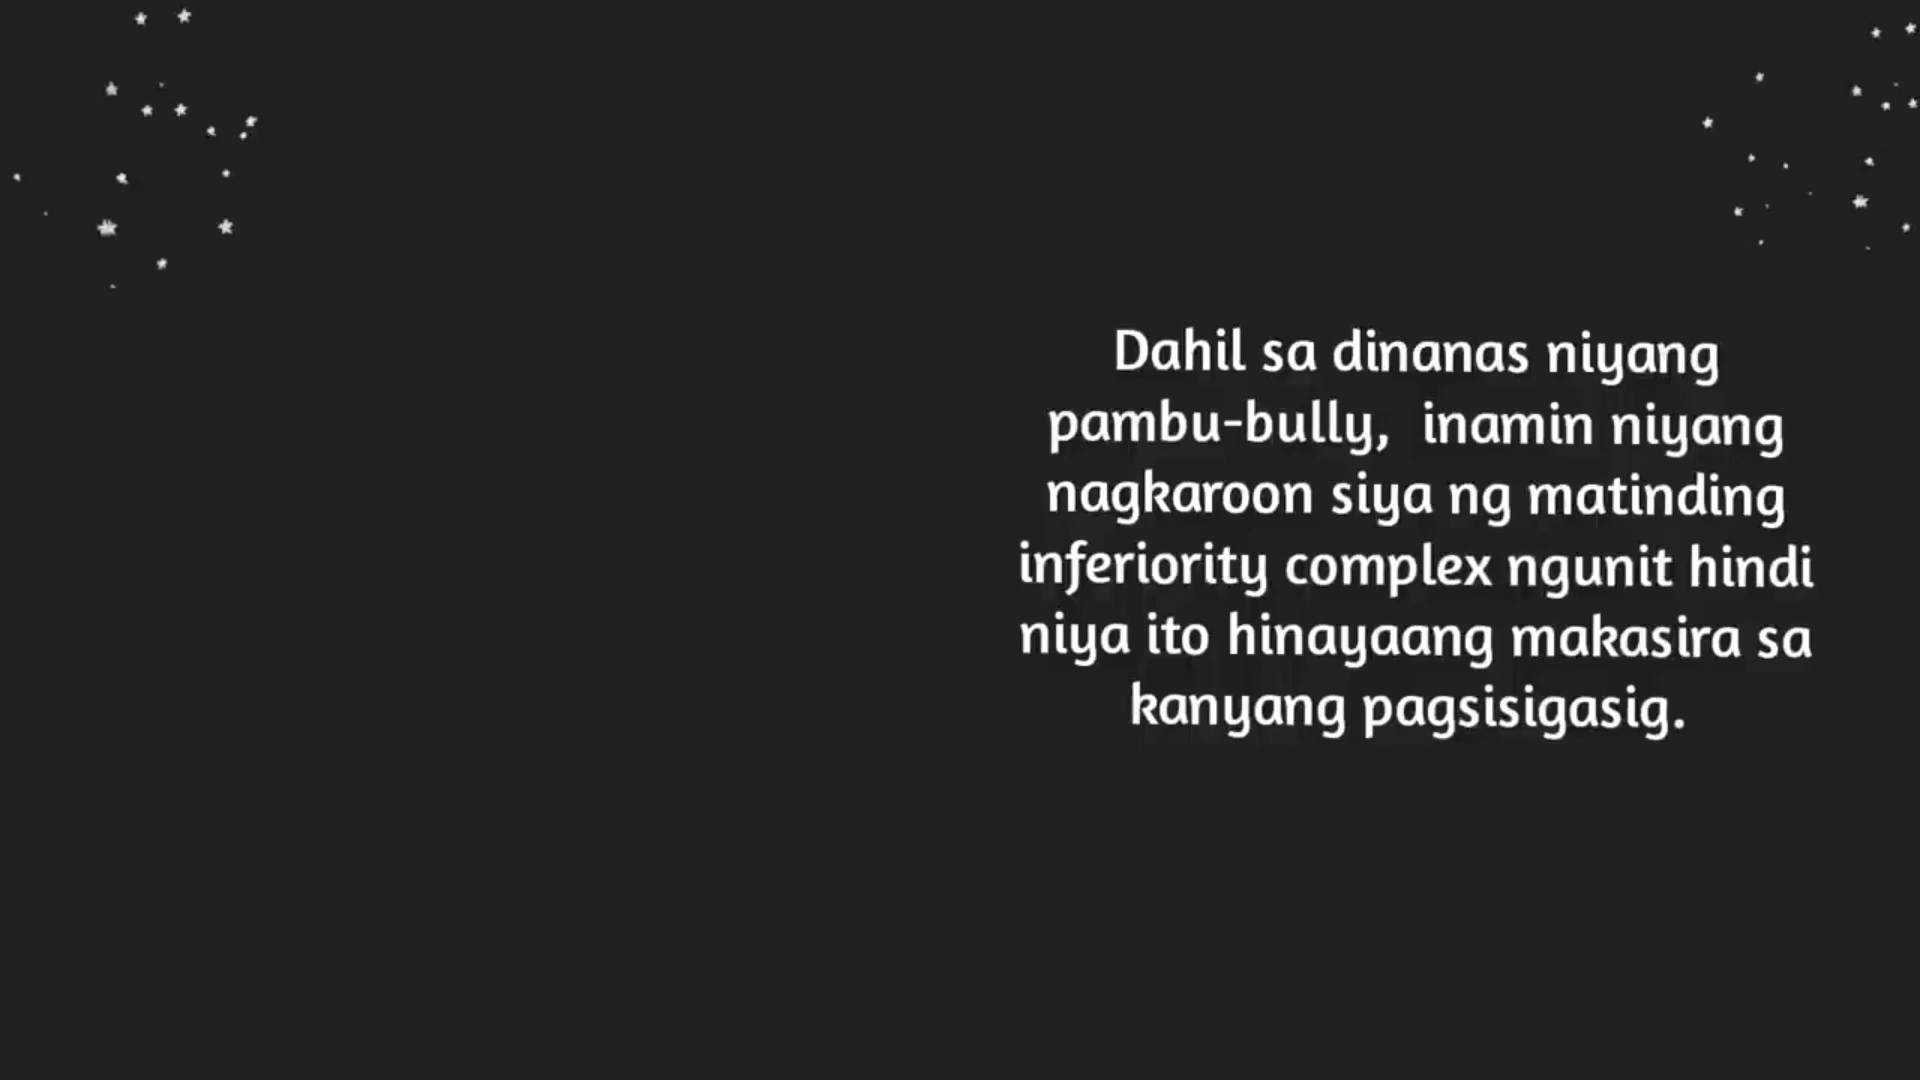 Dahil sa dinanas niyang
pambu-bully, inamin niyang
nagkaroon siya ng matinding
inferiority complex ngunit hindi
niya ito hinayaang makasira sa
kanyang pagsisigasig.